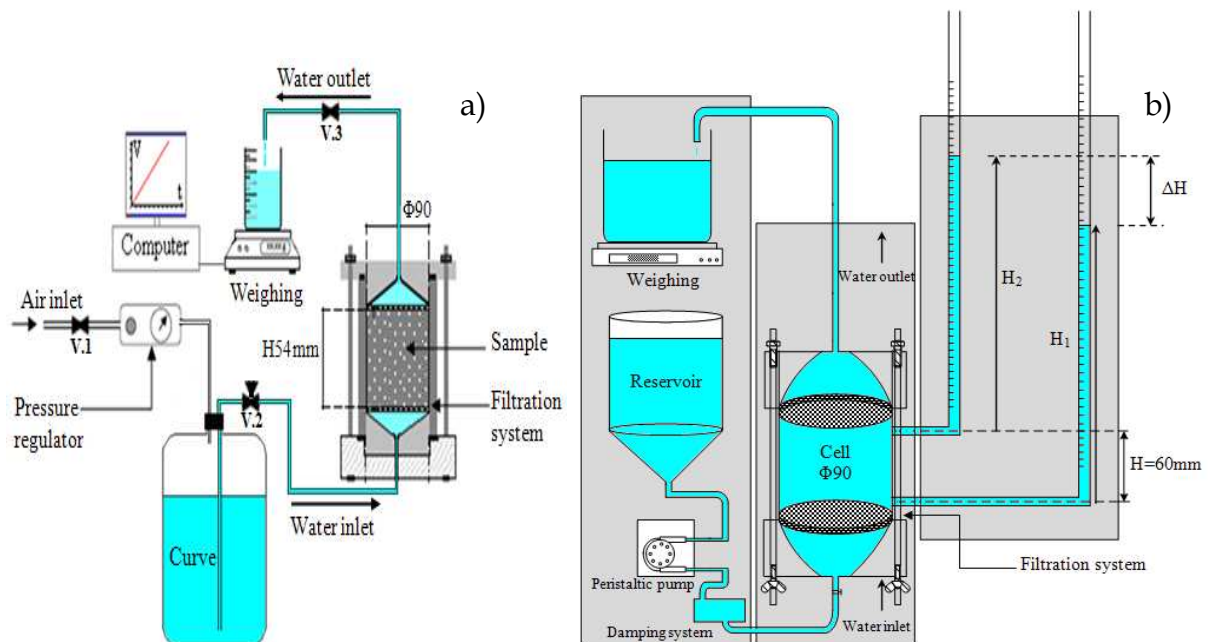 a)
Water outlet
V.3
V
t
Computer
Weighing
Φ90
Air inlet
V.1
H54mm
Sample
Pressure
regulator
V.2
Filtration
system
Water inlet
Curve
b)
ΔH
Weighing
Water outlet
H2
H1
Reservoir
Cell
Φ90
H=60mm
Peristaltic pump
Filtration system
Damping system
Water inlet